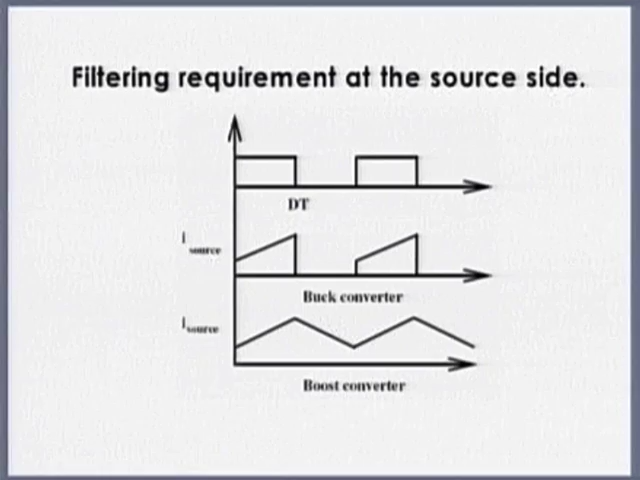 Filtering requirement at the source side.
DT
I source
Buck converter
I source
Boost converter